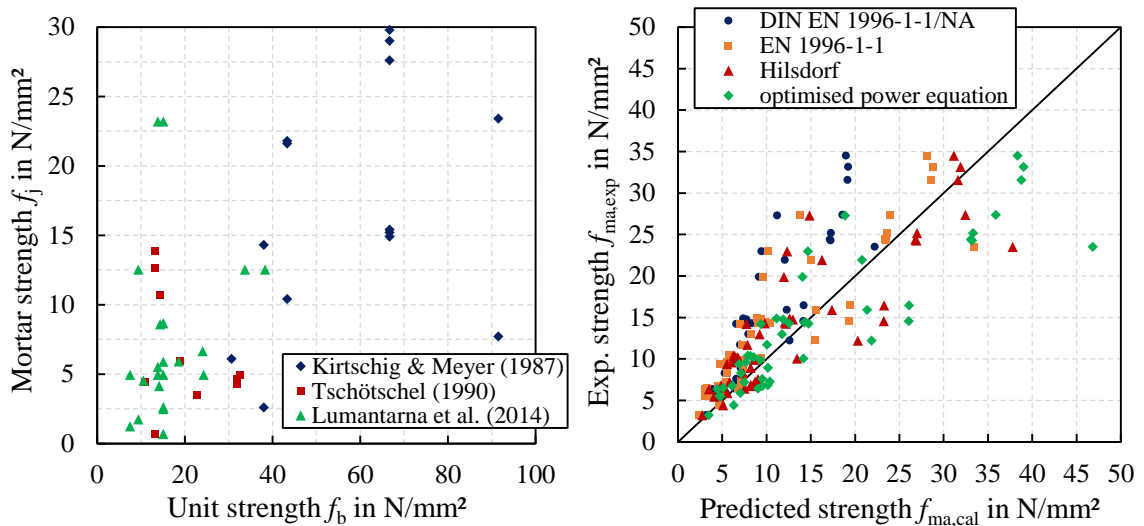 Mortar strength fj in N/mm²
30
25
20
15
10
5
0
Kirtschig & Meyer (1987)
Tschötschel (1990)
Lumantarna et al. (2014)
0 20 40 60 80 100
Unit strength fb in N/mm²
Exp. strength fma,exp in N/mm²
50
45
40
35
30
25
20
15
10
5
0
DIN EN 1996-1-1/NA
EN 1996-1-1
Hilsdorf
optimised power equation
0 5 10 15 20 25 30 35 40 45 50
Predicted strength fma,cal in N/mm²